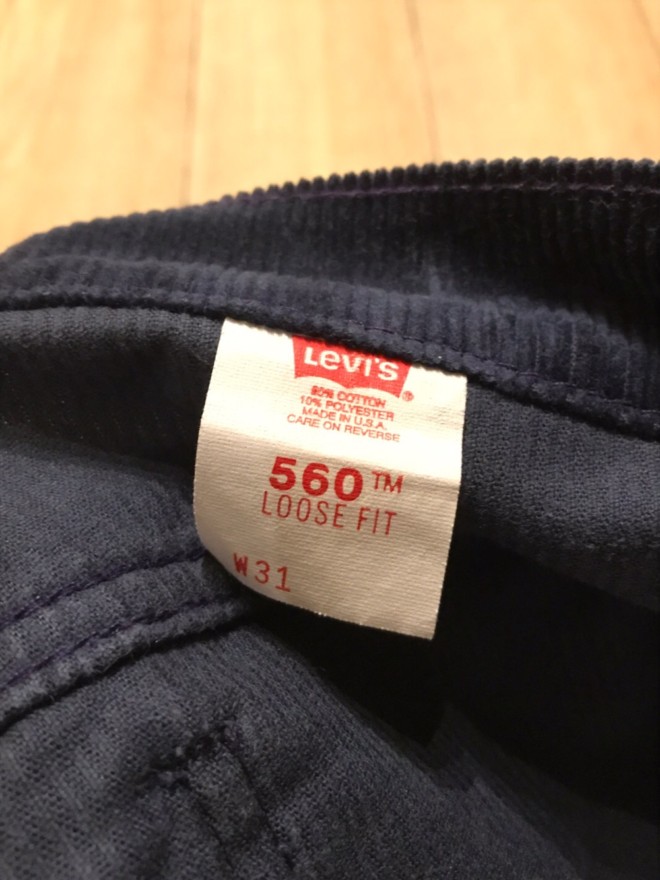 Levi's®
90% COTTON
10% POLYESTER
MADE IN U.S.A.
CARE ON REVERSE
560™
LOOSE FIT
W31